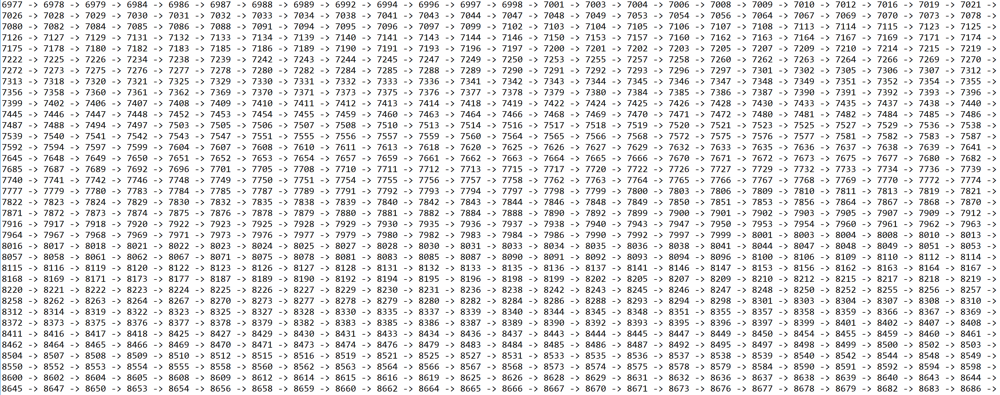 6977 -> 6978 -> 6979 -> 6984 -> 6986 -> 6987 -> 6988 -> 6989 -> 6992 -> 6994 -> 6996 -> 6997 -> 6998 -> 7001 -> 7003 -> 7004 -> 7006 -> 7008 -> 7009 -> 7010 -> 7012 -> 7016 -> 7019 -> 7021 ->
7026 -> 7028 -> 7029 -> 7030 -> 7031 -> 7032 -> 7033 -> 7034 -> 7038 -> 7041 -> 7043 -> 7044 -> 7047 -> 7048 -> 7049 -> 7053 -> 7054 -> 7056 -> 7064 -> 7067 -> 7069 -> 7070 -> 7073 -> 7078 ->
7080 -> 7082 -> 7084 -> 7085 -> 7086 -> 7088 -> 7091 -> 7094 -> 7095 -> 7096 -> 7097 -> 7099 -> 7102 -> 7103 -> 7104 -> 7105 -> 7106 -> 7107 -> 7108 -> 7113 -> 7114 -> 7115 -> 7123 -> 7125 ->
7126 -> 7127 -> 7129 -> 7131 -> 7132 -> 7133 -> 7134 -> 7139 -> 7140 -> 7141 -> 7143 -> 7144 -> 7146 -> 7150 -> 7153 -> 7157 -> 7160 -> 7162 -> 7163 -> 7164 -> 7167 -> 7169 -> 7171 -> 7174 ->
7175 -> 7178 -> 7180 -> 7182 -> 7183 -> 7185 -> 7186 -> 7189 -> 7190 -> 7191 -> 7193 -> 7196 -> 7197 -> 7200 -> 7201 -> 7202 -> 7203 -> 7205 -> 7207 -> 7209 -> 7210 -> 7214 -> 7215 -> 7219 ->
7222 -> 7225 -> 7226 -> 7234 -> 7238 -> 7239 -> 7242 -> 7243 -> 7244 -> 7245 -> 7247 -> 7249 -> 7250 -> 7253 -> 7255 -> 7257 -> 7258 -> 7260 -> 7262 -> 7263 -> 7264 -> 7266 -> 7269 -> 7270 ->
7272 -> 7273 -> 7275 -> 7276 -> 7277 -> 7278 -> 7280 -> 7282 -> 7284 -> 7285 -> 7288 -> 7289 -> 7290 -> 7291 -> 7292 -> 7293 -> 7296 -> 7297 -> 7301 -> 7302 -> 7305 -> 7306 -> 7307 -> 7312 ->
7313 -> 7318 -> 7320 -> 7321 -> 7325 -> 7329 -> 7330 -> 7331 -> 7332 -> 7333 -> 7336 -> 7341 -> 7342 -> 7343 -> 7344 -> 7345 -> 7346 -> 7347 -> 7348 -> 7349 -> 7351 -> 7352 -> 7354 -> 7355 ->
7356 -> 7358 -> 7360 -> 7361 -> 7362 -> 7369 -> 7370 -> 7371 -> 7373 -> 7375 -> 7376 -> 7377 -> 7378 -> 7379 -> 7380 -> 7384 -> 7385 -> 7386 -> 7387 -> 7390 -> 7391 -> 7392 -> 7393 -> 7396 ->
7399 -> 7402 -> 7406 -> 7407 -> 7408 -> 7409 -> 7410 -> 7411 -> 7412 -> 7413 -> 7414 -> 7418 -> 7419 -> 7422 -> 7424 -> 7425 -> 7426 -> 7428 -> 7430 -> 7433 -> 7435 -> 7437 -> 7438 -> 7440 ->
7445 -> 7446 -> 7447 -> 7448 -> 7452 -> 7453 -> 7454 -> 7455 -> 7459 -> 7460 -> 7463 -> 7464 -> 7466 -> 7468 -> 7469 -> 7470 -> 7471 -> 7472 -> 7480 -> 7481 -> 7482 -> 7484 -> 7485 -> 7486 ->
7487 -> 7488 -> 7494 -> 7497 -> 7503 -> 7505 -> 7506 -> 7507 -> 7508 -> 7510 -> 7513 -> 7514 -> 7516 -> 7517 -> 7518 -> 7519 -> 7520 -> 7521 -> 7523 -> 7525 -> 7527 -> 7529 -> 7536 -> 7538 ->
7539 -> 7540 -> 7541 -> 7542 -> 7543 -> 7547 -> 7551 -> 7555 -> 7556 -> 7557 -> 7559 -> 7560 -> 7564 -> 7565 -> 7566 -> 7568 -> 7572 -> 7575 -> 7576 -> 7577 -> 7581 -> 7582 -> 7583 -> 7587 ->
7592 -> 7594 -> 7597 -> 7599 -> 7604 -> 7607 -> 7608 -> 7610 -> 7611 -> 7613 -> 7618 -> 7620 -> 7625 -> 7626 -> 7627 -> 7629 -> 7632 -> 7633 -> 7635 -> 7636 -> 7637 -> 7638 -> 7639 -> 7641 ->
7645 -> 7648 -> 7649 -> 7650 -> 7651 -> 7652 -> 7653 -> 7654 -> 7657 -> 7659 -> 7661 -> 7662 -> 7663 -> 7664 -> 7665 -> 7666 -> 7670 -> 7671 -> 7672 -> 7673 -> 7675 -> 7677 -> 7680 -> 7682 ->
7685 -> 7687 -> 7689 -> 7692 -> 7696 -> 7701 -> 7705 -> 7708 -> 7710 -> 7711 -> 7712 -> 7713 -> 7715 -> 7717 -> 7720 -> 7722 -> 7726 -> 7727 -> 7729 -> 7732 -> 7733 -> 7734 -> 7736 -> 7739 ->
7740 -> 7741 -> 7742 -> 7746 -> 7748 -> 7749 -> 7750 -> 7751 -> 7754 -> 7755 -> 7756 -> 7757 -> 7758 -> 7762 -> 7763 -> 7764 -> 7765 -> 7766 -> 7767 -> 7768 -> 7769 -> 7770 -> 7772 -> 7774 ->
7777 -> 7779 -> 7780 -> 7783 -> 7784 -> 7785 -> 7787 -> 7789 -> 7791 -> 7792 -> 7793 -> 7794 -> 7797 -> 7798 -> 7799 -> 7800 -> 7803 -> 7806 -> 7809 -> 7810 -> 7811 -> 7813 -> 7819 -> 7821 ->
7822 -> 7823 -> 7824 -> 7829 -> 7830 -> 7832 -> 7835 -> 7838 -> 7839 -> 7840 -> 7842 -> 7843 -> 7844 -> 7846 -> 7848 -> 7849 -> 7850 -> 7851 -> 7853 -> 7856 -> 7864 -> 7867 -> 7868 -> 7870 ->
7871 -> 7872 -> 7873 -> 7874 -> 7875 -> 7876 -> 7878 -> 7879 -> 7880 -> 7881 -> 7882 -> 7884 -> 7888 -> 7890 -> 7892 -> 7899 -> 7900 -> 7901 -> 7902 -> 7903 -> 7905 -> 7907 -> 7909 -> 7912 ->
7916 -> 7917 -> 7918 -> 7920 -> 7922 -> 7923 -> 7925 -> 7928 -> 7929 -> 7930 -> 7935 -> 7936 -> 7937 -> 7938 -> 7940 -> 7943 -> 7947 -> 7950 -> 7953 -> 7954 -> 7960 -> 7961 -> 7962 -> 7963 ->
7964 -> 7967 -> 7968 -> 7969 -> 7971 -> 7973 -> 7976 -> 7977 -> 7979 -> 7980 -> 7982 -> 7983 -> 7984 -> 7986 -> 7990 -> 7992 -> 7997 -> 7999 -> 8001 -> 8003 -> 8004 -> 8008 -> 8010 -> 8013 ->
8016 -> 8017 -> 8018 -> 8021 -> 8022 -> 8023 -> 8024 -> 8025 -> 8027 -> 8028 -> 8030 -> 8031 -> 8033 -> 8034 -> 8035 -> 8036 -> 8038 -> 8041 -> 8044 -> 8047 -> 8048 -> 8049 -> 8051 -> 8053 ->
8057 -> 8058 -> 8061 -> 8062 -> 8067 -> 8071 -> 8075 -> 8078 -> 8081 -> 8083 -> 8085 -> 8087 -> 8090 -> 8091 -> 8092 -> 8093 -> 8094 -> 8096 -> 8100 -> 8106 -> 8109 -> 8110 -> 8112 -> 8114 ->
8115 -> 8116 -> 8119 -> 8120 -> 8122 -> 8123 -> 8126 -> 8127 -> 8128 -> 8131 -> 8132 -> 8133 -> 8135 -> 8136 -> 8137 -> 8141 -> 8146 -> 8147 -> 8153 -> 8156 -> 8162 -> 8163 -> 8164 -> 8167 ->
8168 -> 8169 -> 8171 -> 8173 -> 8177 -> 8187 -> 8189 -> 8190 -> 8192 -> 8194 -> 8195 -> 8196 -> 8198 -> 8199 -> 8202 -> 8205 -> 8207 -> 8209 -> 8210 -> 8212 -> 8215 -> 8217 -> 8218 -> 8219 ->
8220 -> 8221 -> 8222 -> 8223 -> 8224 -> 8225 -> 8226 -> 8227 -> 8229 -> 8230 -> 8231 -> 8236 -> 8238 -> 8242 -> 8243 -> 8245 -> 8246 -> 8247 -> 8248 -> 8250 -> 8252 -> 8255 -> 8256 -> 8257 ->
8258 -> 8262 -> 8263 -> 8264 -> 8267 -> 8270 -> 8273 -> 8277 -> 8278 -> 8279 -> 8280 -> 8282 -> 8284 -> 8286 -> 8288 -> 8293 -> 8294 -> 8298 -> 8301 -> 8303 -> 8304 -> 8307 -> 8308 -> 8310 ->
8312 -> 8314 -> 8319 -> 8322 -> 8323 -> 8325 -> 8327 -> 8328 -> 8330 -> 8335 -> 8337 -> 8339 -> 8340 -> 8344 -> 8345 -> 8348 -> 8351 -> 8355 -> 8357 -> 8358 -> 8359 -> 8366 -> 8367 -> 8369 ->
8372 -> 8373 -> 8375 -> 8376 -> 8377 -> 8378 -> 8379 -> 8382 -> 8383 -> 8385 -> 8386 -> 8387 -> 8389 -> 8390 -> 8392 -> 8393 -> 8395 -> 8396 -> 8397 -> 8399 -> 8401 -> 8402 -> 8407 -> 8408 ->
8411 -> 8416 -> 8417 -> 8418 -> 8425 -> 8427 -> 8429 -> 8430 -> 8431 -> 8433 -> 8434 -> 8436 -> 8437 -> 8443 -> 8444 -> 8445 -> 8447 -> 8449 -> 8450 -> 8454 -> 8455 -> 8459 -> 8460 -> 8461 ->
8462 -> 8464 -> 8465 -> 8466 -> 8469 -> 8470 -> 8471 -> 8473 -> 8474 -> 8476 -> 8479 -> 8483 -> 8484 -> 8485 -> 8486 -> 8487 -> 8492 -> 8495 -> 8497 -> 8498 -> 8499 -> 8500 -> 8502 -> 8503 ->
8504 -> 8507 -> 8508 -> 8509 -> 8510 -> 8512 -> 8515 -> 8516 -> 8519 -> 8521 -> 8525 -> 8527 -> 8531 -> 8533 -> 8535 -> 8536 -> 8537 -> 8538 -> 8539 -> 8540 -> 8542 -> 8544 -> 8548 -> 8549 ->
8550 -> 8552 -> 8553 -> 8554 -> 8555 -> 8558 -> 8560 -> 8562 -> 8563 -> 8564 -> 8566 -> 8567 -> 8568 -> 8573 -> 8574 -> 8575 -> 8578 -> 8579 -> 8584 -> 8590 -> 8591 -> 8592 -> 8594 -> 8598 ->
8600 -> 8602 -> 8604 -> 8605 -> 8608 -> 8609 -> 8612 -> 8614 -> 8615 -> 8616 -> 8619 -> 8625 -> 8626 -> 8628 -> 8629 -> 8631 -> 8632 -> 8636 -> 8637 -> 8638 -> 8639 -> 8640 -> 8643 -> 8644 ->
8645 -> 8647 -> 8650 -> 8653 -> 8654 -> 8656 -> 8658 -> 8659 -> 8660 -> 8662 -> 8664 -> 8665 -> 8666 -> 8667 -> 8670 -> 8671 -> 8673 -> 8676 -> 8677 -> 8678 -> 8679 -> 8682 -> 8683 -> 8686 ->